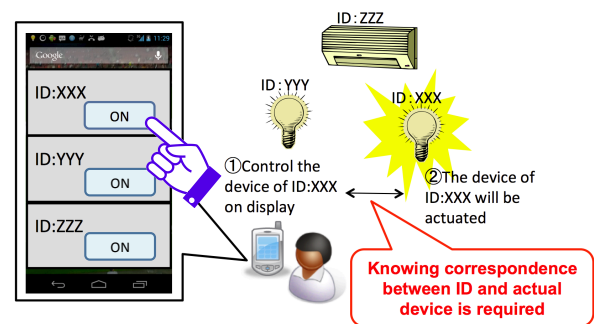 11:29
Google
ID:XXX
ON
ID:YYY
ON
ID:ZZZ
ON
ID:ZZZ
ID:YYY
ID:XXX
①Control the
device of ID:XXX
on display
②The device of
ID:XXX will be
actuated
Knowing correspondence
between ID and actual
device is required